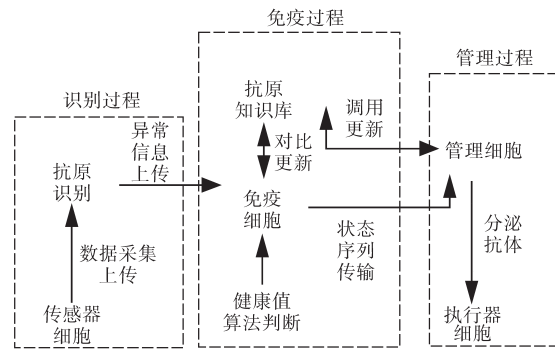 识别过程
异常
信息
上传
抗原
识别
数据采集
上传
传感器
细胞
免疫过程
抗原
知识库
调用
更新
对比
更新
免疫
细胞
状态
序列
传输
健康值
算法判断
管理过程
管理细胞
分泌
抗体
执行器
细胞